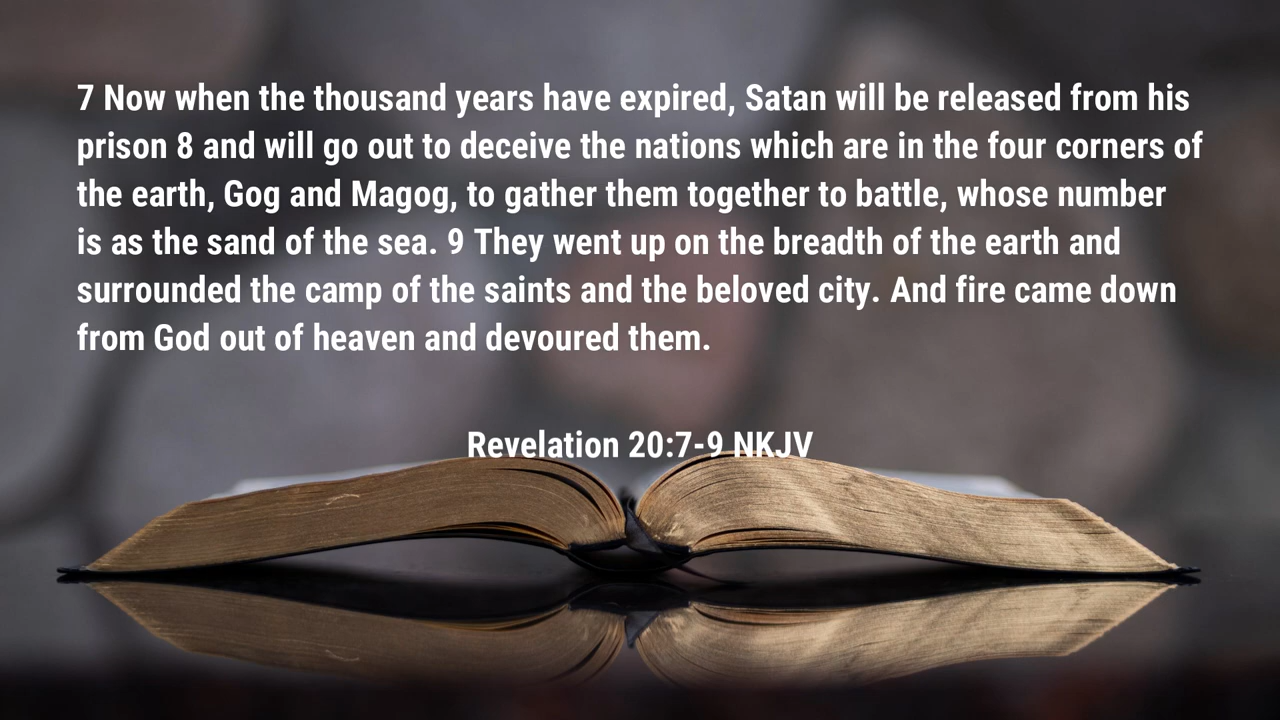 7 Now when the thousand years have expired, Satan will be released from his
prison 8 and will go out to deceive the nations which are in the four corners of
the earth, Gog and Magog, to gather them together to battle, whose number
is as the sand of the sea. 9 They went up on the breadth of the earth and
surrounded the camp of the saints and the beloved city. And fire came down
from God out of heaven and devoured them.
Revelation 20:7-9 NKJV